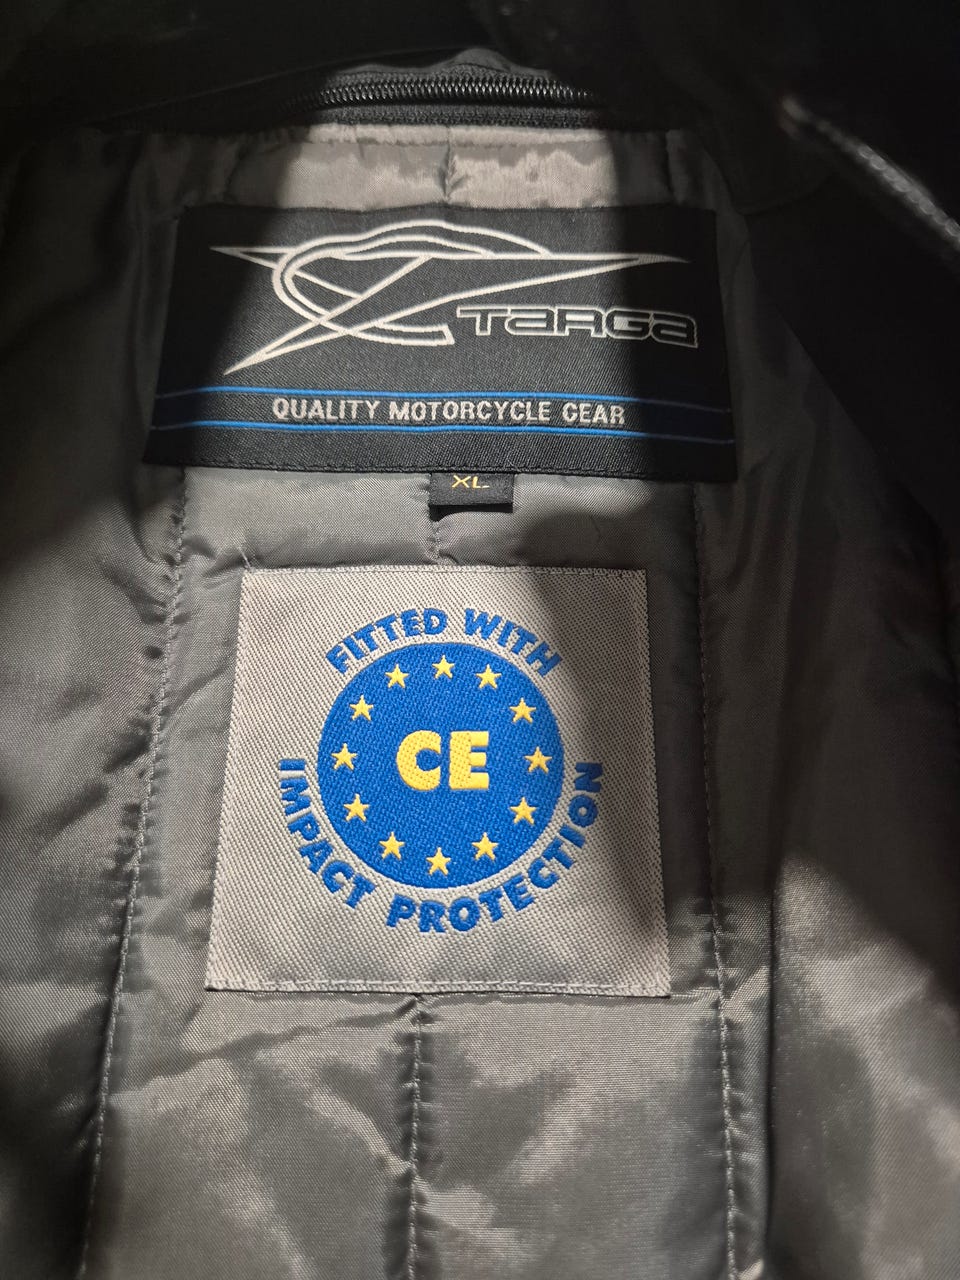 TARGA
QUALITY MOTORCYCLE GEAR
XL
FITTED WITH
CE
IMPACT PROTECTION